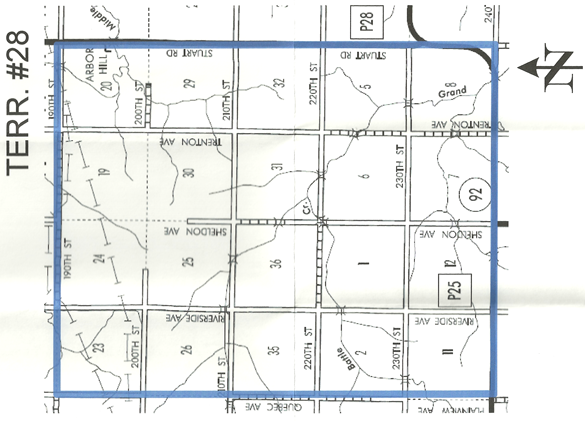 TERR. #28
N
P28
240
Middle
190TH ST
ARBOR HILL
20
200TH ST
STUART RD
29
210TH ST
32
220TH ST
5
STUART RD
8
Grand
TRENTON AVE
TRENTON AVE
19
30
31
6
230TH ST
7
92
Cr.
190TH ST
24
SHELDON AVE
25
36
1
SHELDON AVE
12
P25
200TH ST
23
RIVERSIDE AVE
26
10TH ST
35
220TH ST
2
Battle
230TH ST
11
RIVERSIDE AVE
QUEBEC AVE
PLAINVIEW AVE